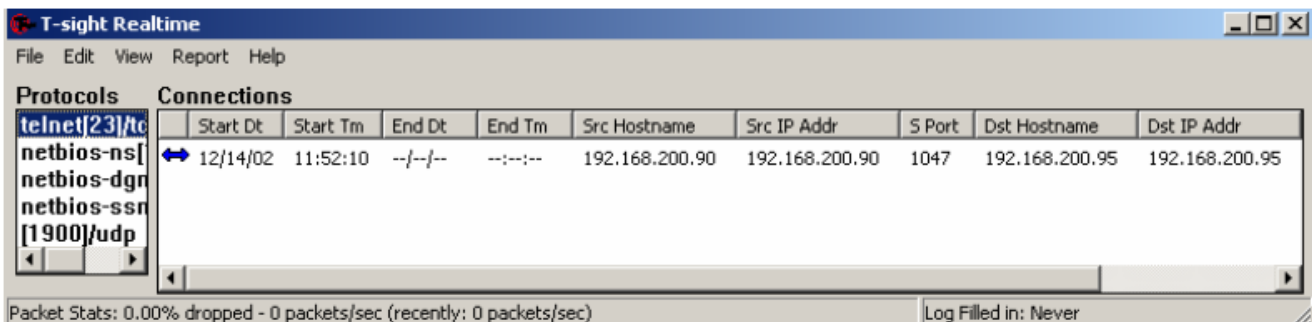 T-sight Realtime
File Edit View Report Help
Protocols Connections
telnet[23]/tc
netbios-ns[
netbios-dgn
netbios-ssn
[1900]/udp
Start Dt Start Tm End Dt End Tm Src Hostname Src IP Addr S Port Dst Hostname Dst IP Addr
12/14/02 11:52:10 --/--/-- --:--:-- 192.168.200.90 192.168.200.90 1047 192.168.200.95 192.168.200.95
Packet Stats: 0.00% dropped - 0 packets/sec (recently: 0 packets/sec) Log Filled in: Never